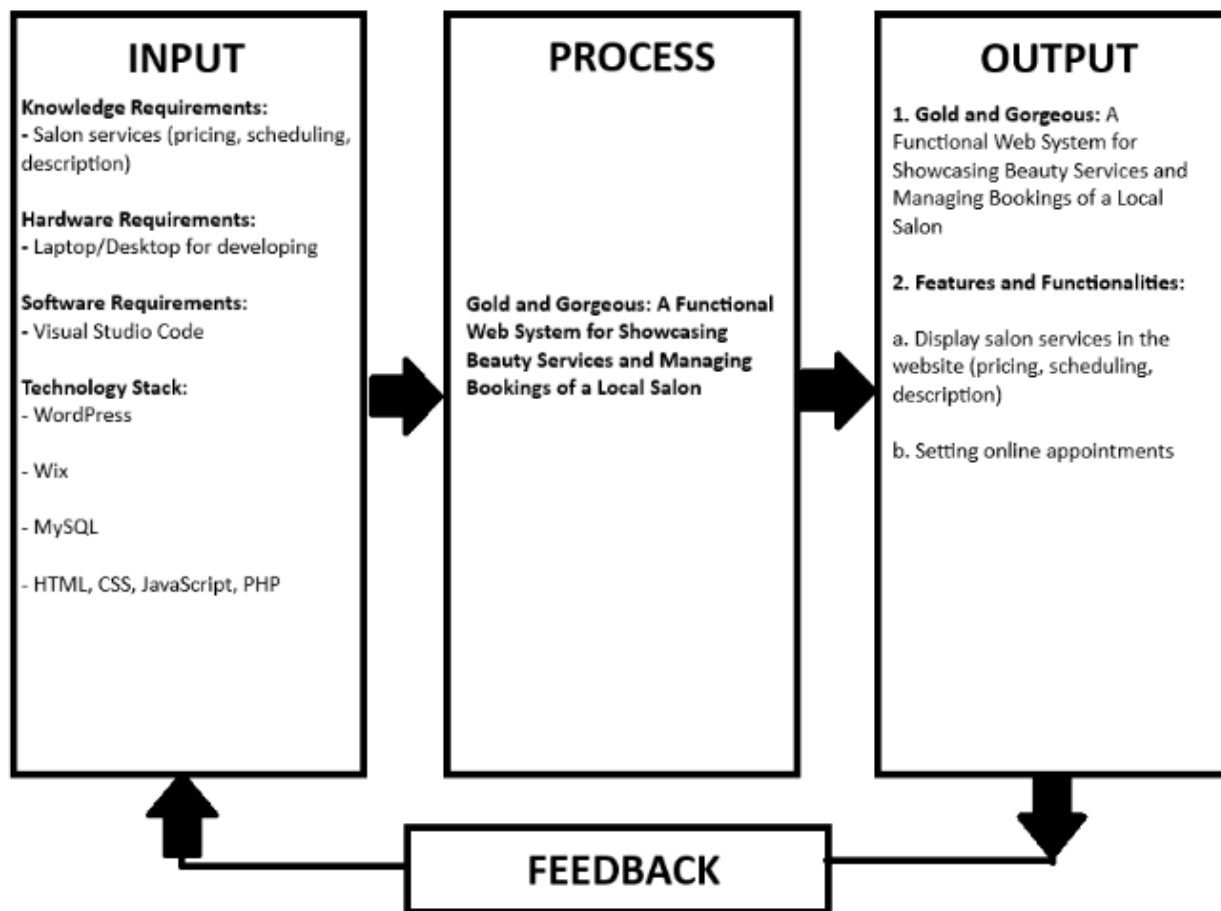 INPUT
Knowledge Requirements:
- Salon services (pricing, scheduling,
description)
Hardware Requirements:
- Laptop/Desktop for developing
Software Requirements:
- Visual Studio Code
Technology Stack:
- WordPress
- Wix
- MySQL
- HTML, CSS, JavaScript, PHP
PROCESS
Gold and Gorgeous: A Functional
Web System for Showcasing
Beauty Services and Managing
Bookings of a Local Salon
OUTPUT
1. Gold and Gorgeous: A
Functional Web System for
Showcasing Beauty Services and
Managing Bookings of a Local
Salon
2. Features and Functionalities:
a. Display salon services in the
website (pricing, scheduling,
description)
b. Setting online appointments
FEEDBACK